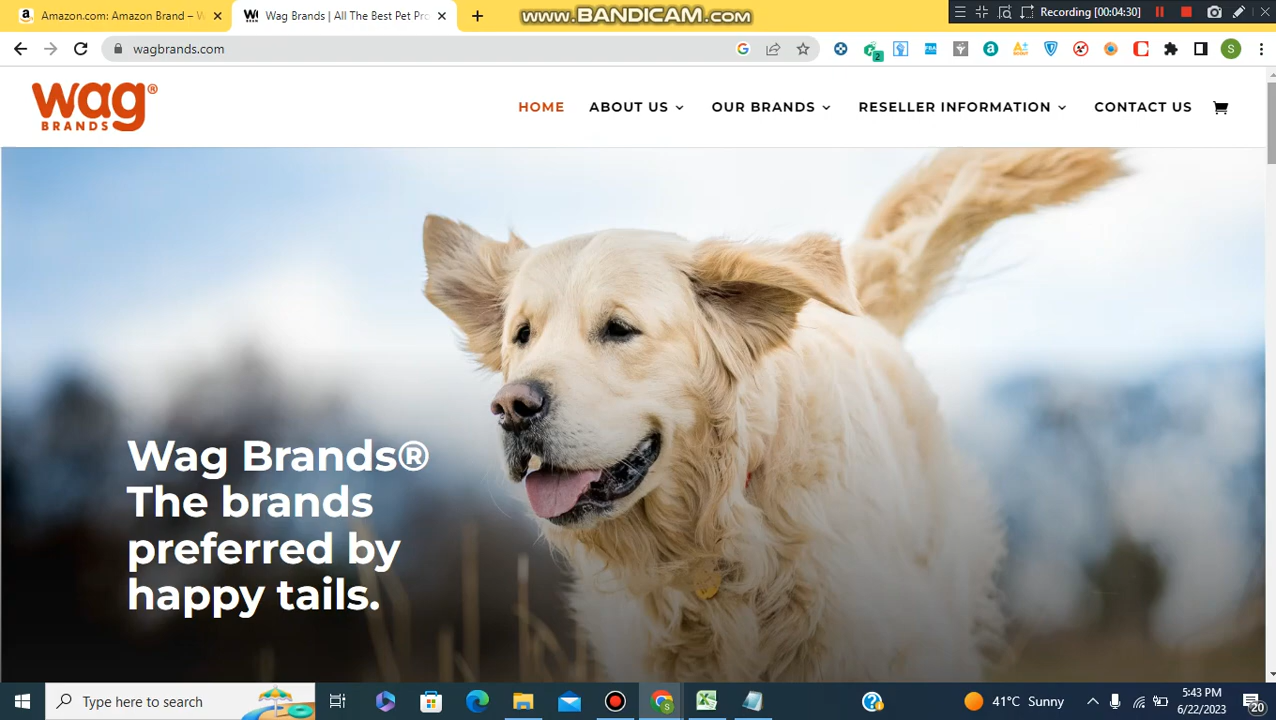 Amazon.com: Amazon Brand – W
Wag Brands | All The Best Pet Pro
www.BANDICAM.com
Recording [00:04:30]
wagbrands.com
2
FBA
S
wag®
BRANDS
HOME
ABOUT US
OUR BRANDS
RESELLER INFORMATION
CONTACT US
Wag Brands®
The brands
preferred by
happy tails.
Type here to search
41°C Sunny
5:43 PM
6/22/2023
20